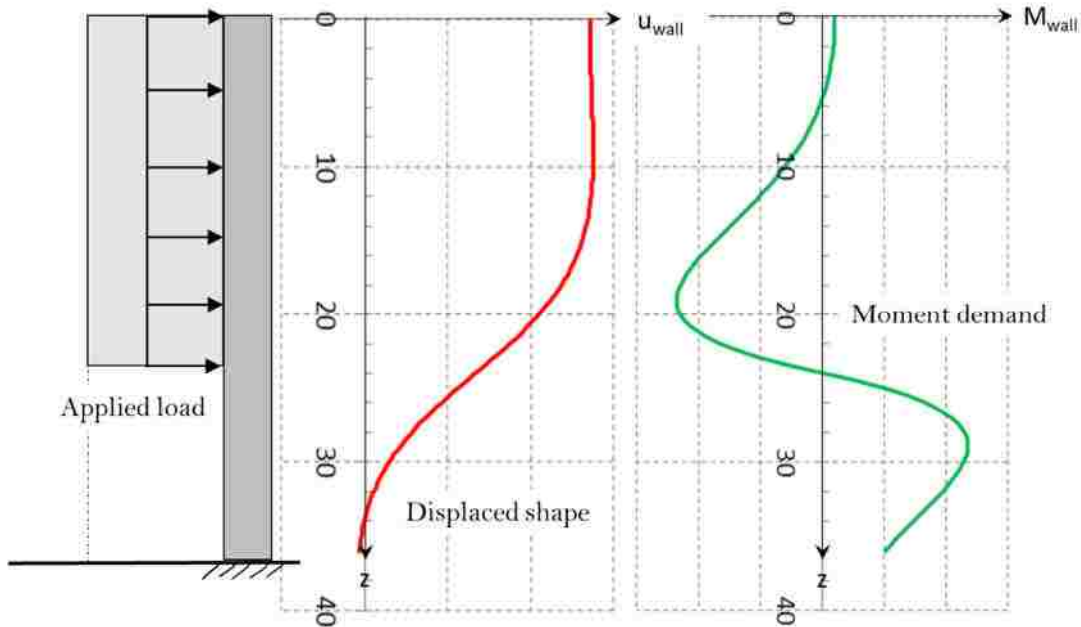 0
10
20
30
40
u_wall
z
Applied load
Displaced shape
0
10
20
30
40
M_wall
z
Moment demand